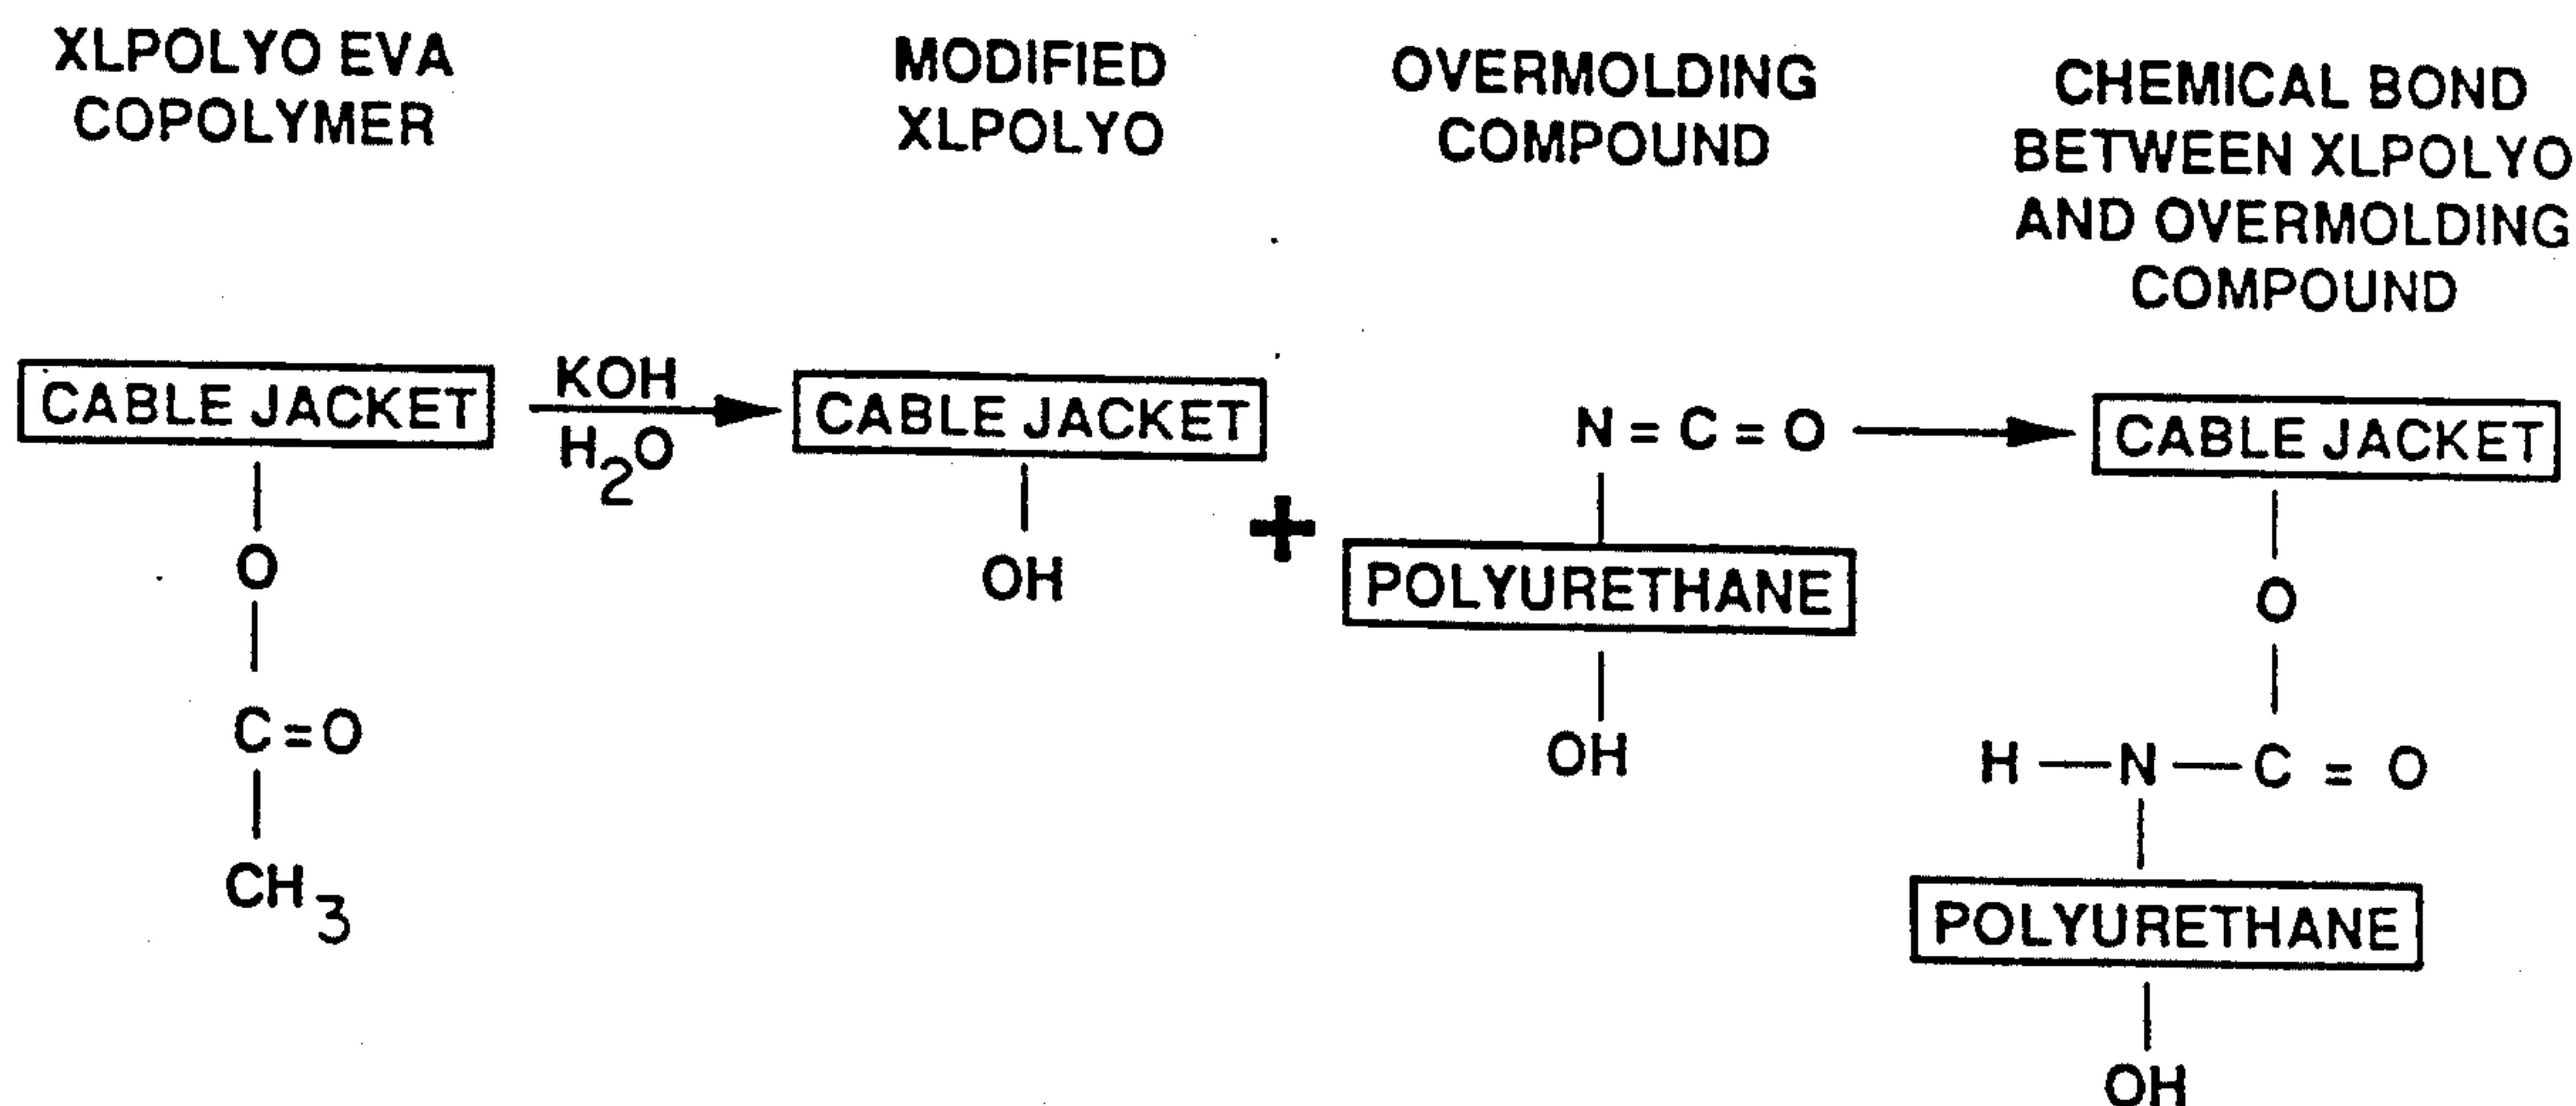 XLPOLYO EVA
COPOLYMER
MODIFIED
XLPOLYO
OVERMOLDING
COMPOUND
CHEMICAL BOND
BETWEEN XLPOLYO
AND OVERMOLDING
COMPOUND
CABLE JACKET
O
C=O
CH3
KOH
H2O
CABLE JACKET
OH
+
N = C = O
POLYURETHANE
OH
CABLE JACKET
O
H — N — C = O
POLYURETHANE
OH